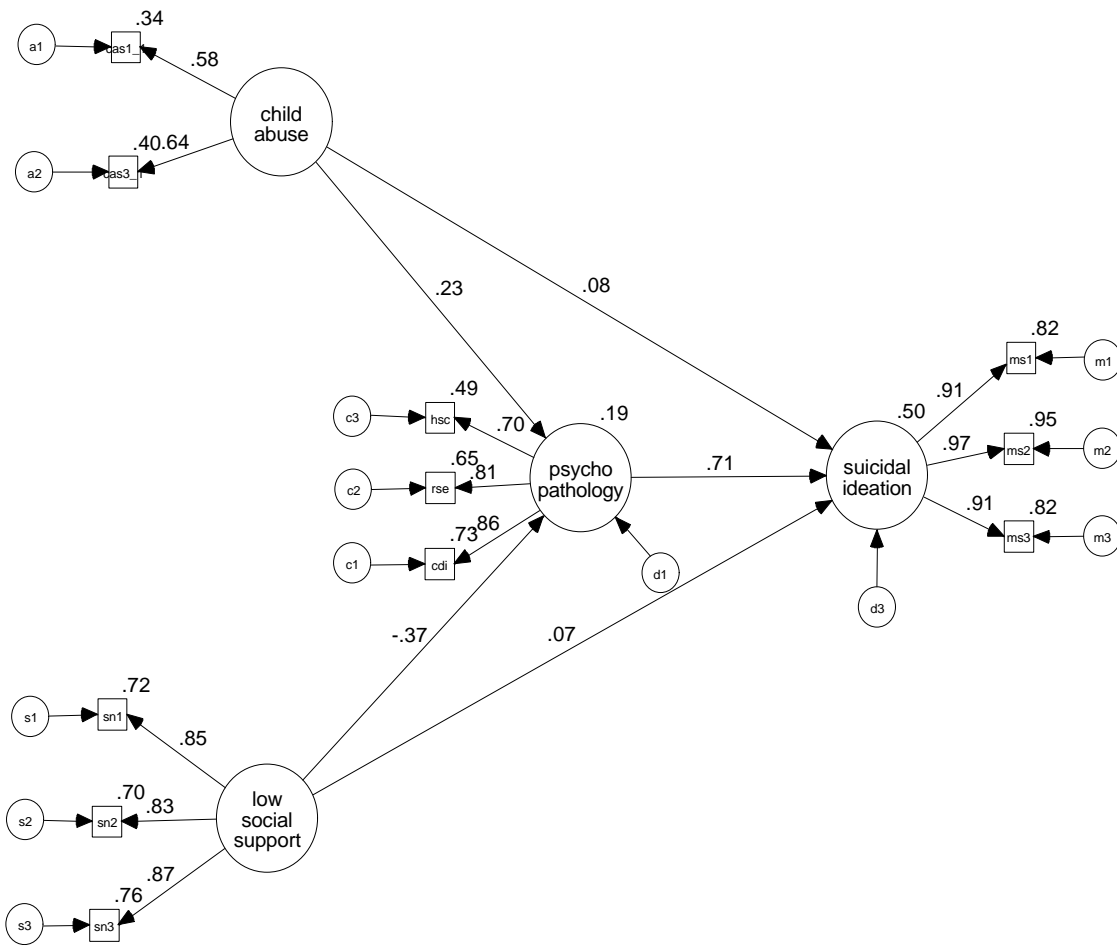 .34
a1
cas1_1
.58
child
abuse
.40
.64
a2
cas3_1
.23
.08
.82
ms1
m1
.91
.49
c3
hsc
.70
.19
.50
.95
.97
ms2
m2
.65
.81
c2
rse
psycho
pathology
.71
suicidal
ideation
.91
.82
ms3
m3
.73
.86
c1
cdi
d1
d3
-.37
.07
.72
s1
sn1
.85
.70
.83
s2
sn2
low
social
support
.87
.76
s3
sn3